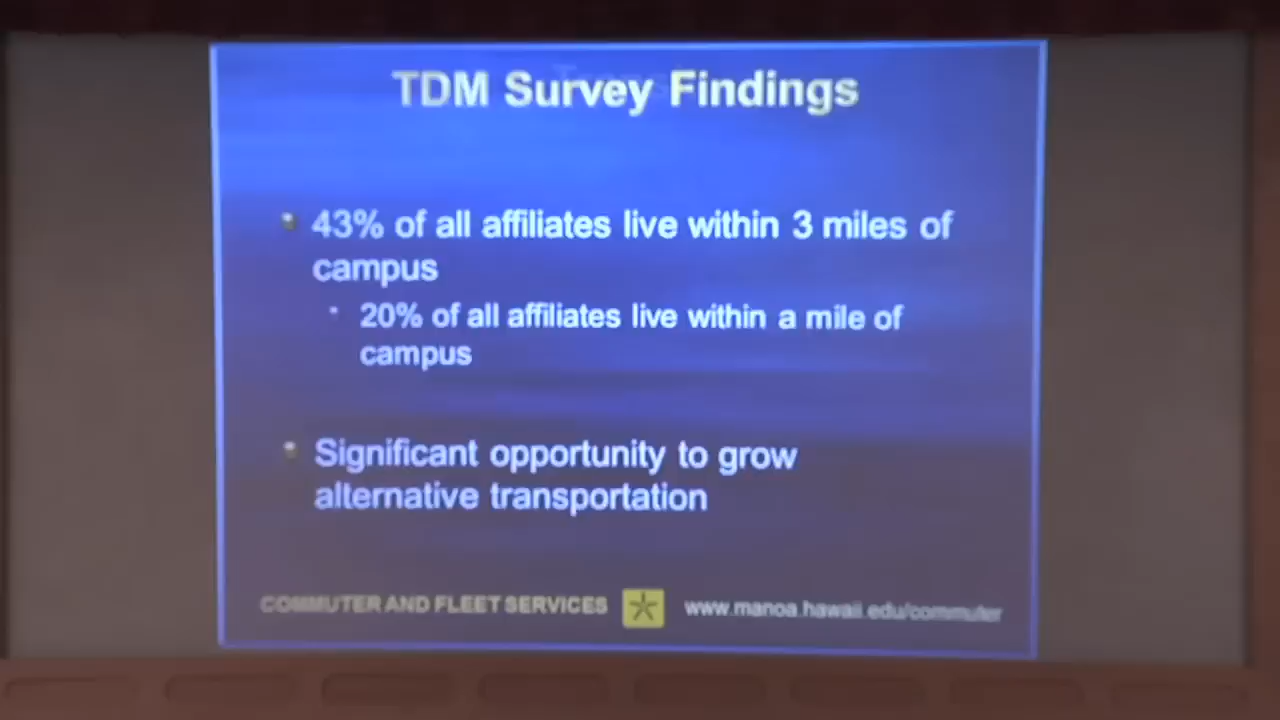 TDM Survey Findings
43% of all affiliates live within 3 miles of
campus
20% of all affiliates live within a mile of
campus
Significant opportunity to grow
alternative transportation
COMMUTER AND FLEET SERVICES www.manoa.hawaii.edu/commuter